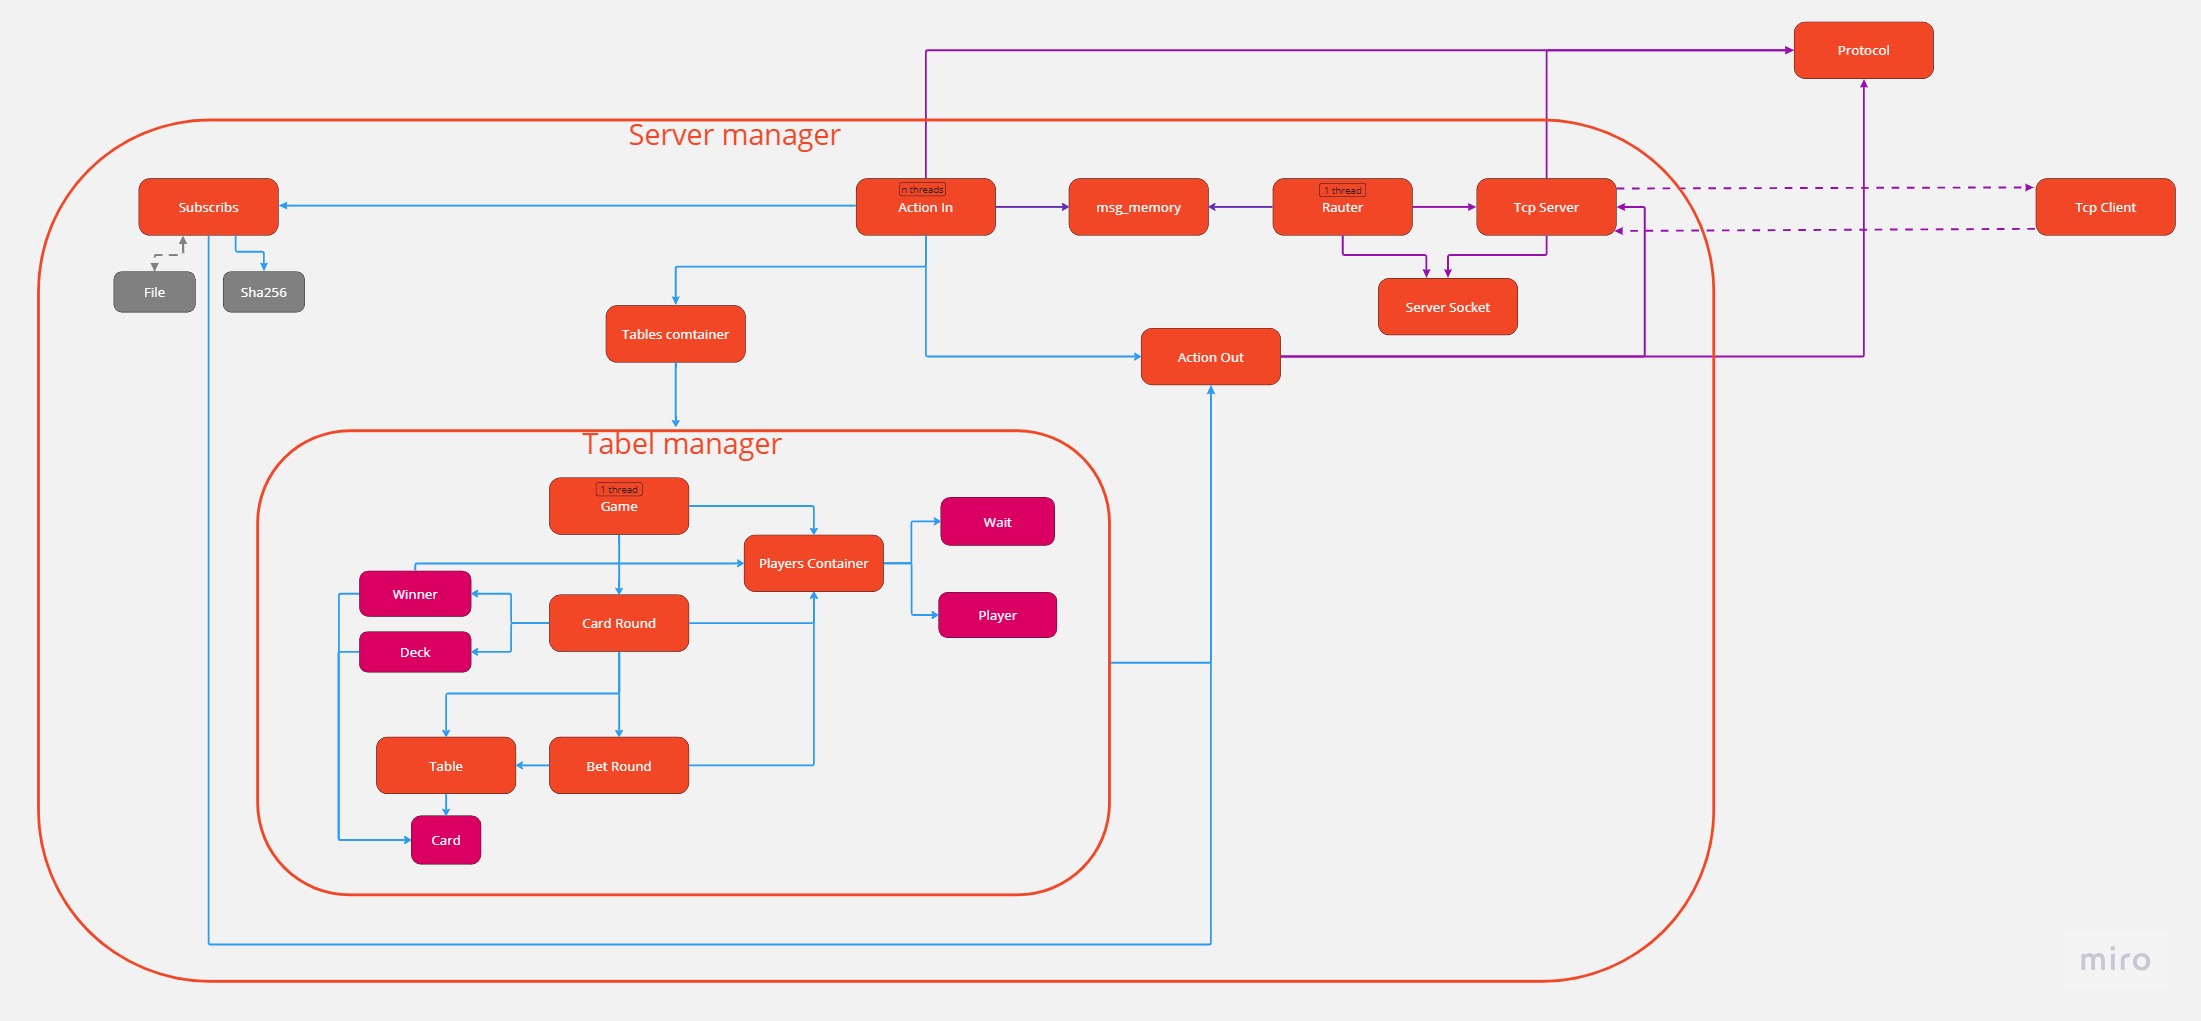 Protocol
Server manager
Subscribs
n threads
Action In
msg_memory
1 thread
Rauter
Tcp Server
Tcp Client
File
Sha256
Server Socket
Tables comtainer
Action Out
Tabel manager
1 thread
Game
Wait
Players Container
Winner
Player
Card Round
Deck
Table
Bet Round
Card
miro